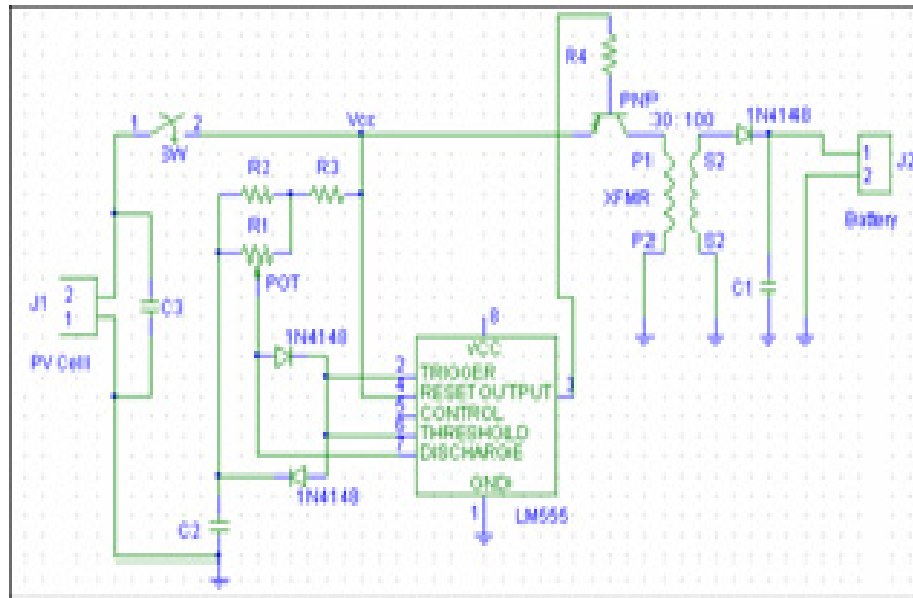 R4
PNP
30:100
1N4148
1 2
SW
Vcc
R2 R3
R1
POT
P1 S2
XFMR
P2 S2
1
2
J2
Battery
C1
J1
2
1
PV Cell
C3
1N4148
8
VCC
2 TRIGGER
4 RESET OUTPUT 3
CONTROL
THRESHOLD
7 DISCHARGE
GND
1
LM555
1N4148
C2